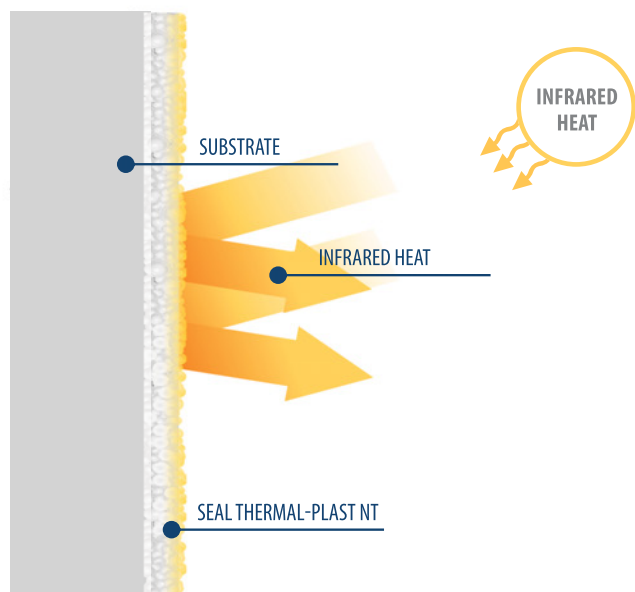 INFRARED
HEAT
SUBSTRATE
INFRARED HEAT
SEAL THERMAL-PLAST NT